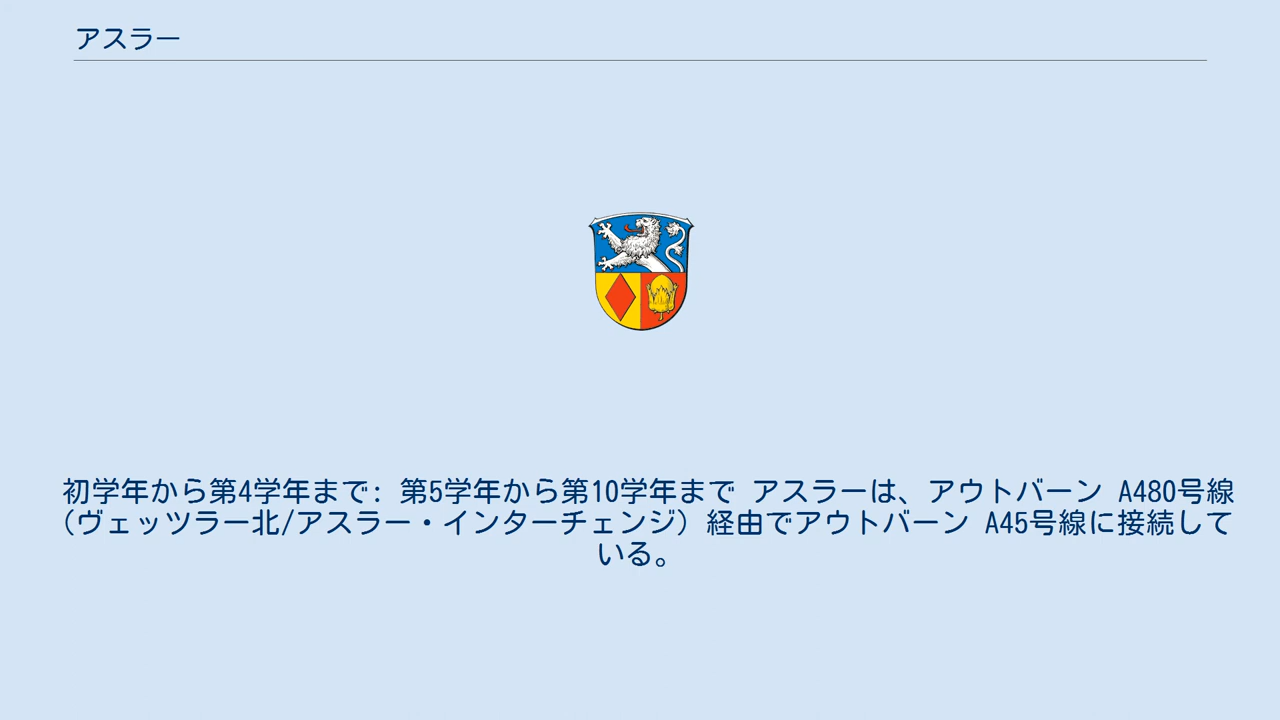 アスラー
初学年から第4学年まで: 第5学年から第10学年まで アスラーは、アウトバーン A480号線
(ヴェッツラー北/アスラー・インターチェンジ) 経由でアウトバーン A45号線に接続して
いる。